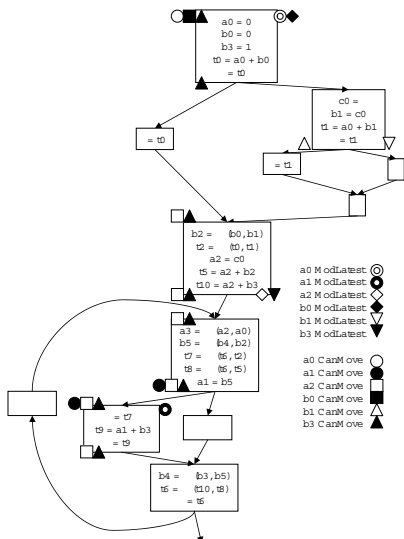 a0 = 0
b0 = 0
b3 = 1
t0 = a0 + b0
= t0
c0 =
b1 = c0
t1 = a0 + b1
= t1
= t0
= t1
b2 = (b0,b1)
t2 = (t0,t1)
a2 = c0
t5 = a2 + b2
t10 = a2 + b3
a0 ModLatest
a1 ModLatest
a2 ModLatest
b0 ModLatest
b1 ModLatest
b3 ModLatest
a3 = (a2,a0)
b5 = (b4,b2)
t7 = (t6,t2)
t8 = (t6,t5)
a1 = b5
a0 CanMove
a1 CanMove
a2 CanMove
b0 CanMove
b1 CanMove
b3 CanMove
= t7
t9 = a1 + b3
= t9
b4 = (b3,b5)
t6 = (t10,t8)
= t6